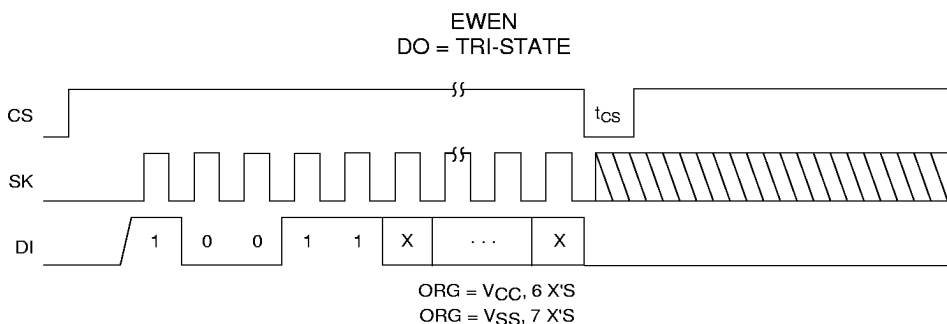 EWEN
DO = TRI-STATE
CS
tCS
SK
DI
1 0 0 1 1 X · · · X
ORG = VCC, 6 X'S
ORG = VSS, 7 X'S